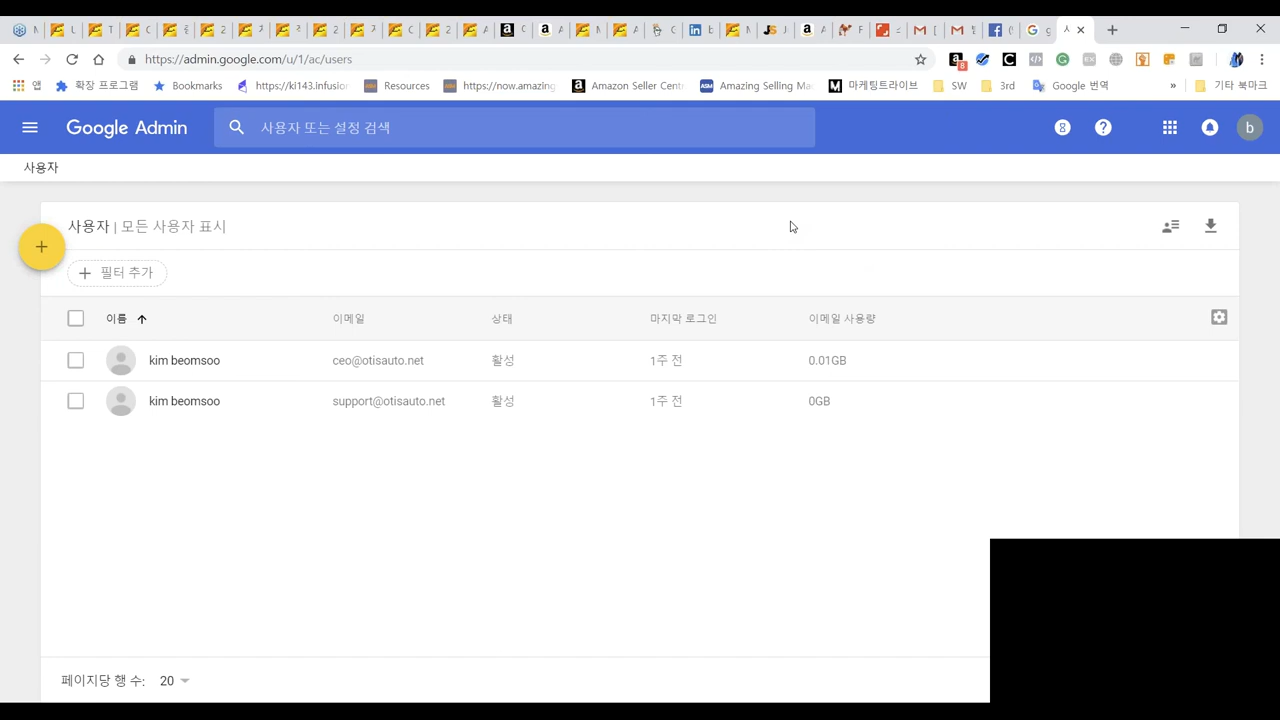 https://admin.google.com/u/1/ac/users
앱 확장 프로그램 Bookmarks https://ki143.infusio Resources https://now.amazing Amazon Seller Centr Amazing Selling Ma 마케팅트라이브 SW 3rd Google 번역 » 기타 북마크
Google Admin 사용자 또는 설정 검색 b
사용자
사용자 | 모든 사용자 표시
필터 추가
이름 이메일 상태 마지막 로그인 이메일 사용량
kim beomsoo ceo@otisauto.net 활성 1주 전 0.01GB
kim beomsoo support@otisauto.net 활성 1주 전 0GB
페이지당 행 수: 20